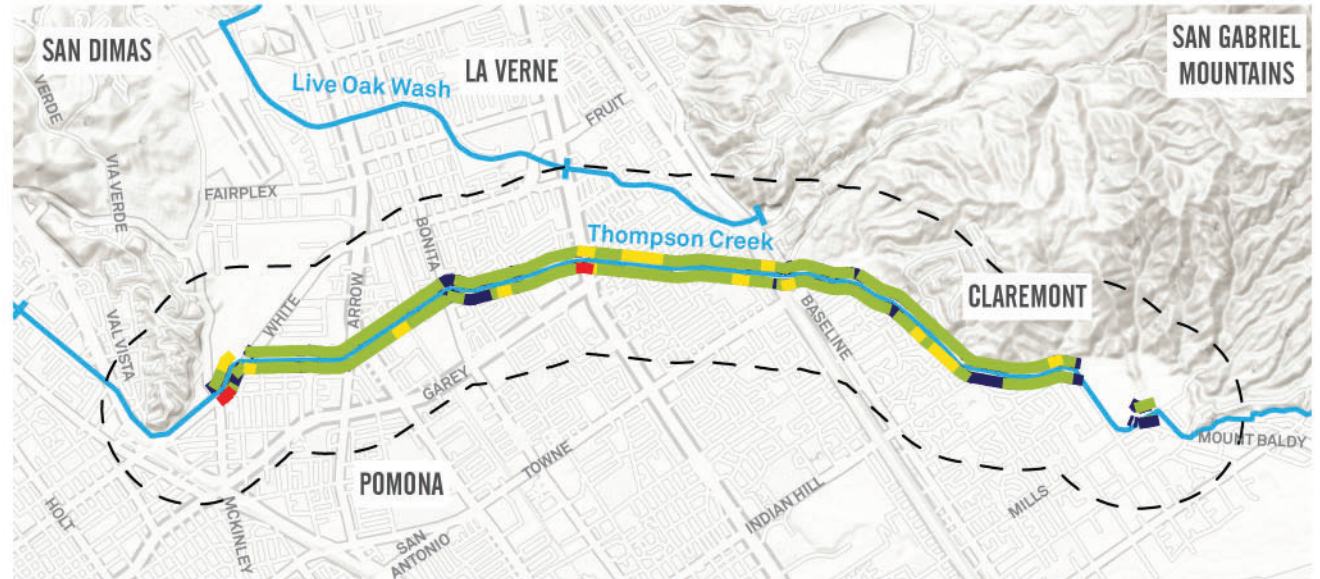 SAN DIMAS
LA VERNE
SAN GABRIEL
MOUNTAINS
Live Oak Wash
VERDE
FRUIT
VIA VERDE
FAIRPLEX
BONITA
Thompson Creek
ARROW
WHITE
CLAREMONT
BASELINE
VAL VISTA
GAREY
MOUNT BALDY
TOWNE
POMONA
INDIAN HILL
MILLS
HOLT
MCKINLEY
SAN
ANTONIO